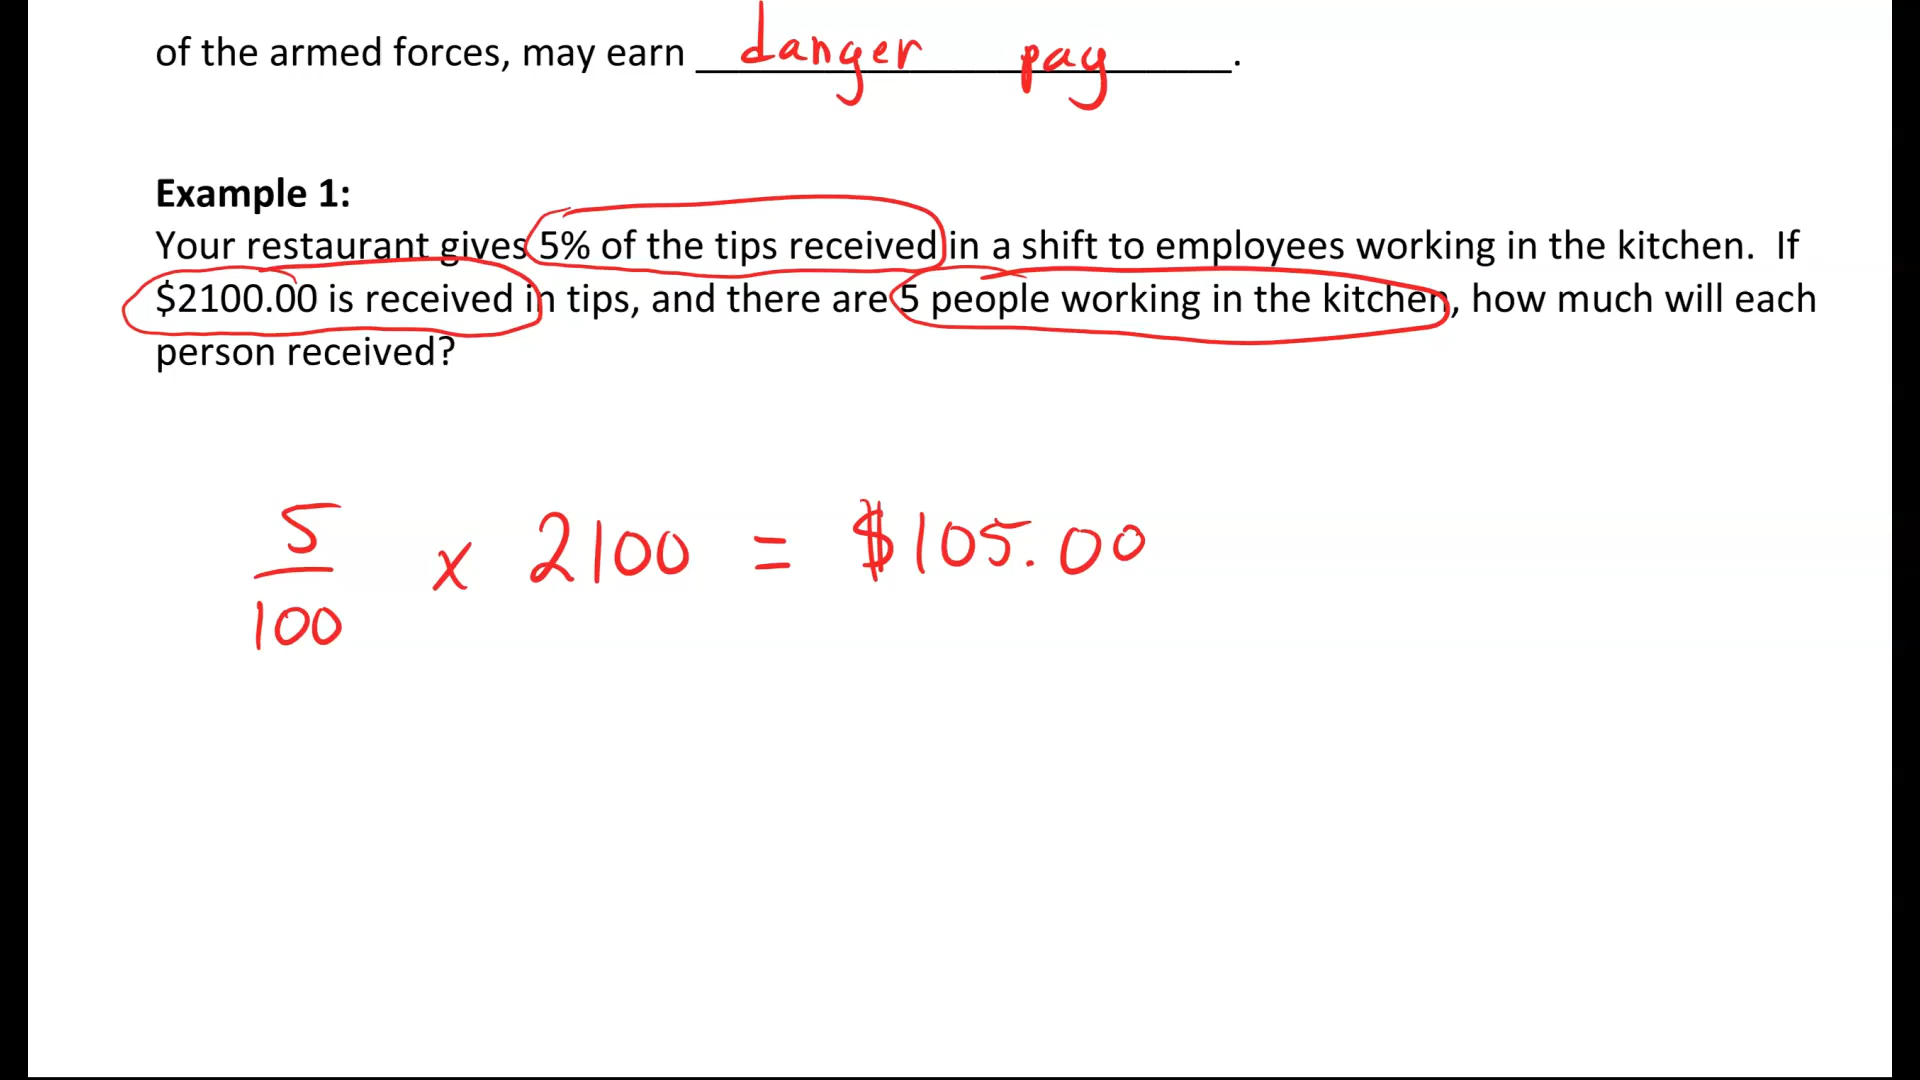 of the armed forces, may earn danger pay.
Example 1:
Your restaurant gives 5% of the tips received in a shift to employees working in the kitchen. If
$2100.00 is received in tips, and there are 5 people working in the kitchen, how much will each
person received?
5
100
x 2100 = $105.00